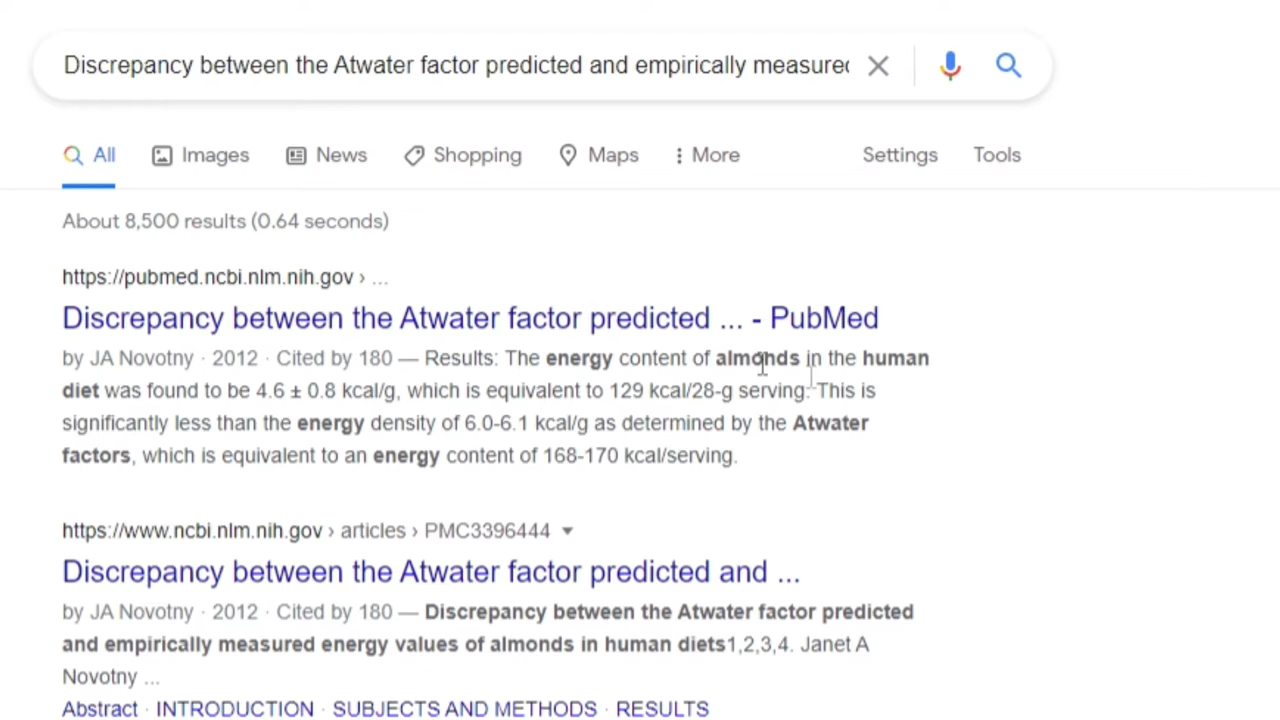 Discrepancy between the Atwater factor predicted and empirically measured
All Images News Shopping Maps More Settings Tools
About 8,500 results (0.64 seconds)
https://pubmed.ncbi.nlm.nih.gov › ...
Discrepancy between the Atwater factor predicted ... - PubMed
by JA Novotny · 2012 · Cited by 180 — Results: The energy content of almonds in the human
diet was found to be 4.6 ± 0.8 kcal/g, which is equivalent to 129 kcal/28-g serving. This is
significantly less than the energy density of 6.0-6.1 kcal/g as determined by the Atwater
factors, which is equivalent to an energy content of 168-170 kcal/serving.
https://www.ncbi.nlm.nih.gov › articles › PMC3396444
Discrepancy between the Atwater factor predicted and ...
by JA Novotny · 2012 · Cited by 180 — Discrepancy between the Atwater factor predicted
and empirically measured energy values of almonds in human diets1,2,3,4. Janet A
Novotny ...
Abstract · INTRODUCTION · SUBJECTS AND METHODS · RESULTS